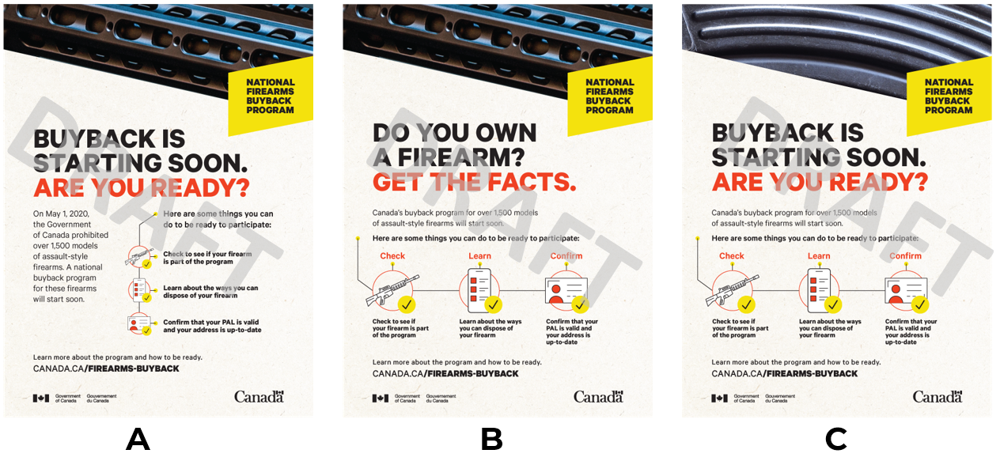 NATIONAL
FIREARMS
BUYBACK
PROGRAM
BUYBACK IS
STARTING SOON.
ARE YOU READY?
On May 1, 2020,
the Government
of Canada prohibited
over 1,500 models
of assault-style
firearms. A national
buyback program
for these firearms
will start soon.
Here are some things you can
do to be ready to participate:
Check to see if your firearm
is part of the program
Learn about the ways you can
dispose of your firearm
Confirm that your PAL is valid
and your address is up-to-date
Learn more about the program and how to be ready.
CANADA.CA/FIREARMS-BUYBACK
Government of Canada
Gouvernement du Canada
Canada
DRAFT
A
NATIONAL
FIREARMS
BUYBACK
PROGRAM
DO YOU OWN
A FIREARM?
GET THE FACTS.
Canada's buyback program for over 1,500 models
of assault-style firearms will start soon.
Here are some things you can do to be ready to participate:
Check
Learn
Confirm
Check to see if
your firearm is part
of the program
Learn about the ways
you can dispose of
your firearm
Confirm that your
PAL is valid and
your address is
up-to-date
Learn more about the program and how to be ready.
CANADA.CA/FIREARMS-BUYBACK
Government of Canada
Gouvernement du Canada
Canada
DRAFT
B
NATIONAL
FIREARMS
BUYBACK
PROGRAM
BUYBACK IS
STARTING SOON.
ARE YOU READY?
Canada's buyback program for over 1,500 models
of assault-style firearms will start soon.
Here are some things you can do to be ready to participate:
Check
Learn
Confirm
Check to see if
your firearm is part
of the program
Learn about the ways
you can dispose of
your firearm
Confirm that your
PAL is valid and
your address is
up-to-date
Learn more about the program and how to be ready.
CANADA.CA/FIREARMS-BUYBACK
Government of Canada
Gouvernement du Canada
Canada
DRAFT
C